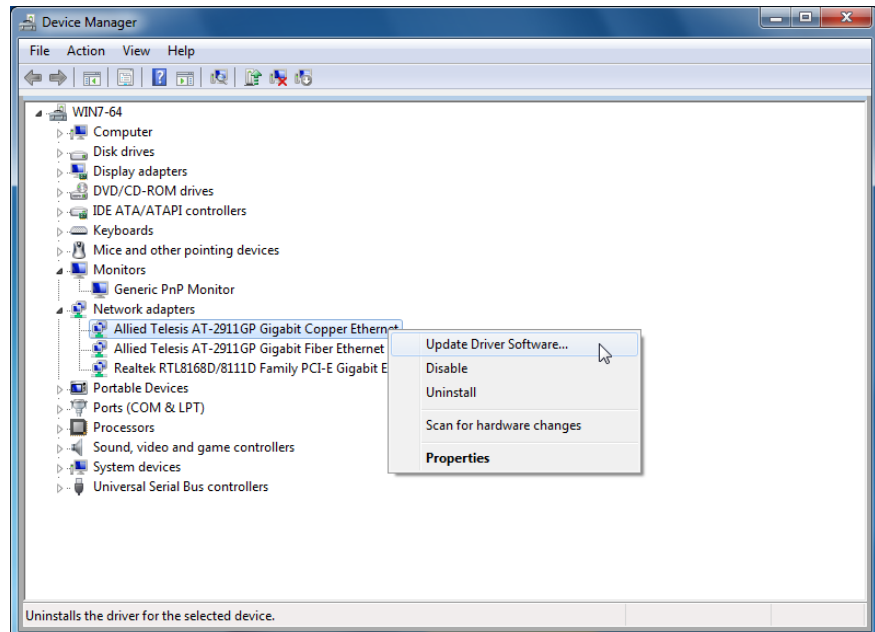 Device Manager
File Action View Help
WIN7-64
Computer
Disk drives
Display adapters
DVD/CD-ROM drives
IDE ATA/ATAPI controllers
Keyboards
Mice and other pointing devices
Monitors
Generic PnP Monitor
Network adapters
Allied Telesis AT-2911GP Gigabit Copper Ethernet
Allied Telesis AT-2911GP Gigabit Fiber Ethernet
Realtek RTL8168D/8111D Family PCI-E Gigabit E
Portable Devices
Ports (COM & LPT)
Processors
Sound, video and game controllers
System devices
Universal Serial Bus controllers
Update Driver Software...
Disable
Uninstall
Scan for hardware changes
Properties
Uninstalls the driver for the selected device.